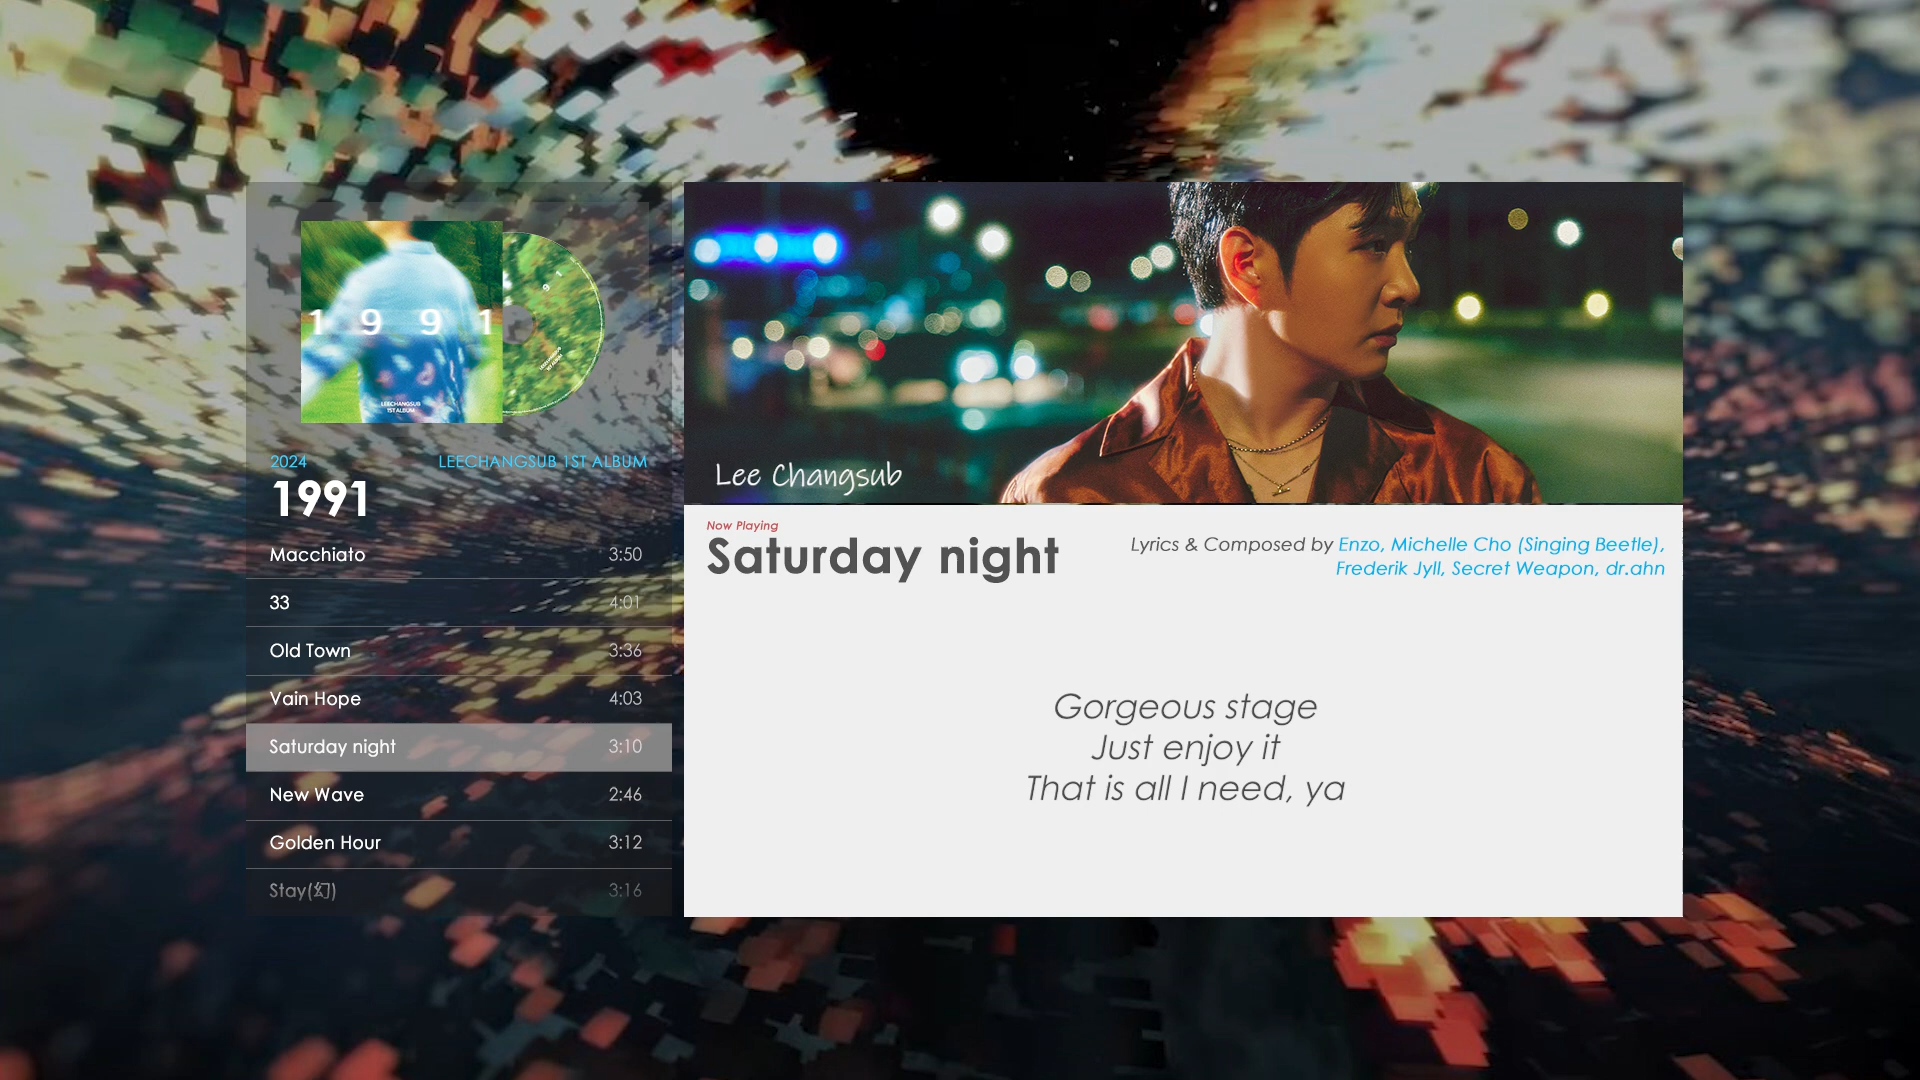 1 9 9 1
LEECHANGSUB
1ST ALBUM
2024
LEECHANGSUB 1ST ALBUM
1991
Macchiato 3:50
33 4:01
Old Town 3:36
Vain Hope 4:03
Saturday night 3:10
New Wave 2:46
Golden Hour 3:12
Stay(幻) 3:16
Lee Changsub
Now Playing
Saturday night
Lyrics & Composed by Enzo, Michelle Cho (Singing Beetle),
Frederik Jyll, Secret Weapon, dr.ahn
Gorgeous stage
Just enjoy it
That is all I need, ya